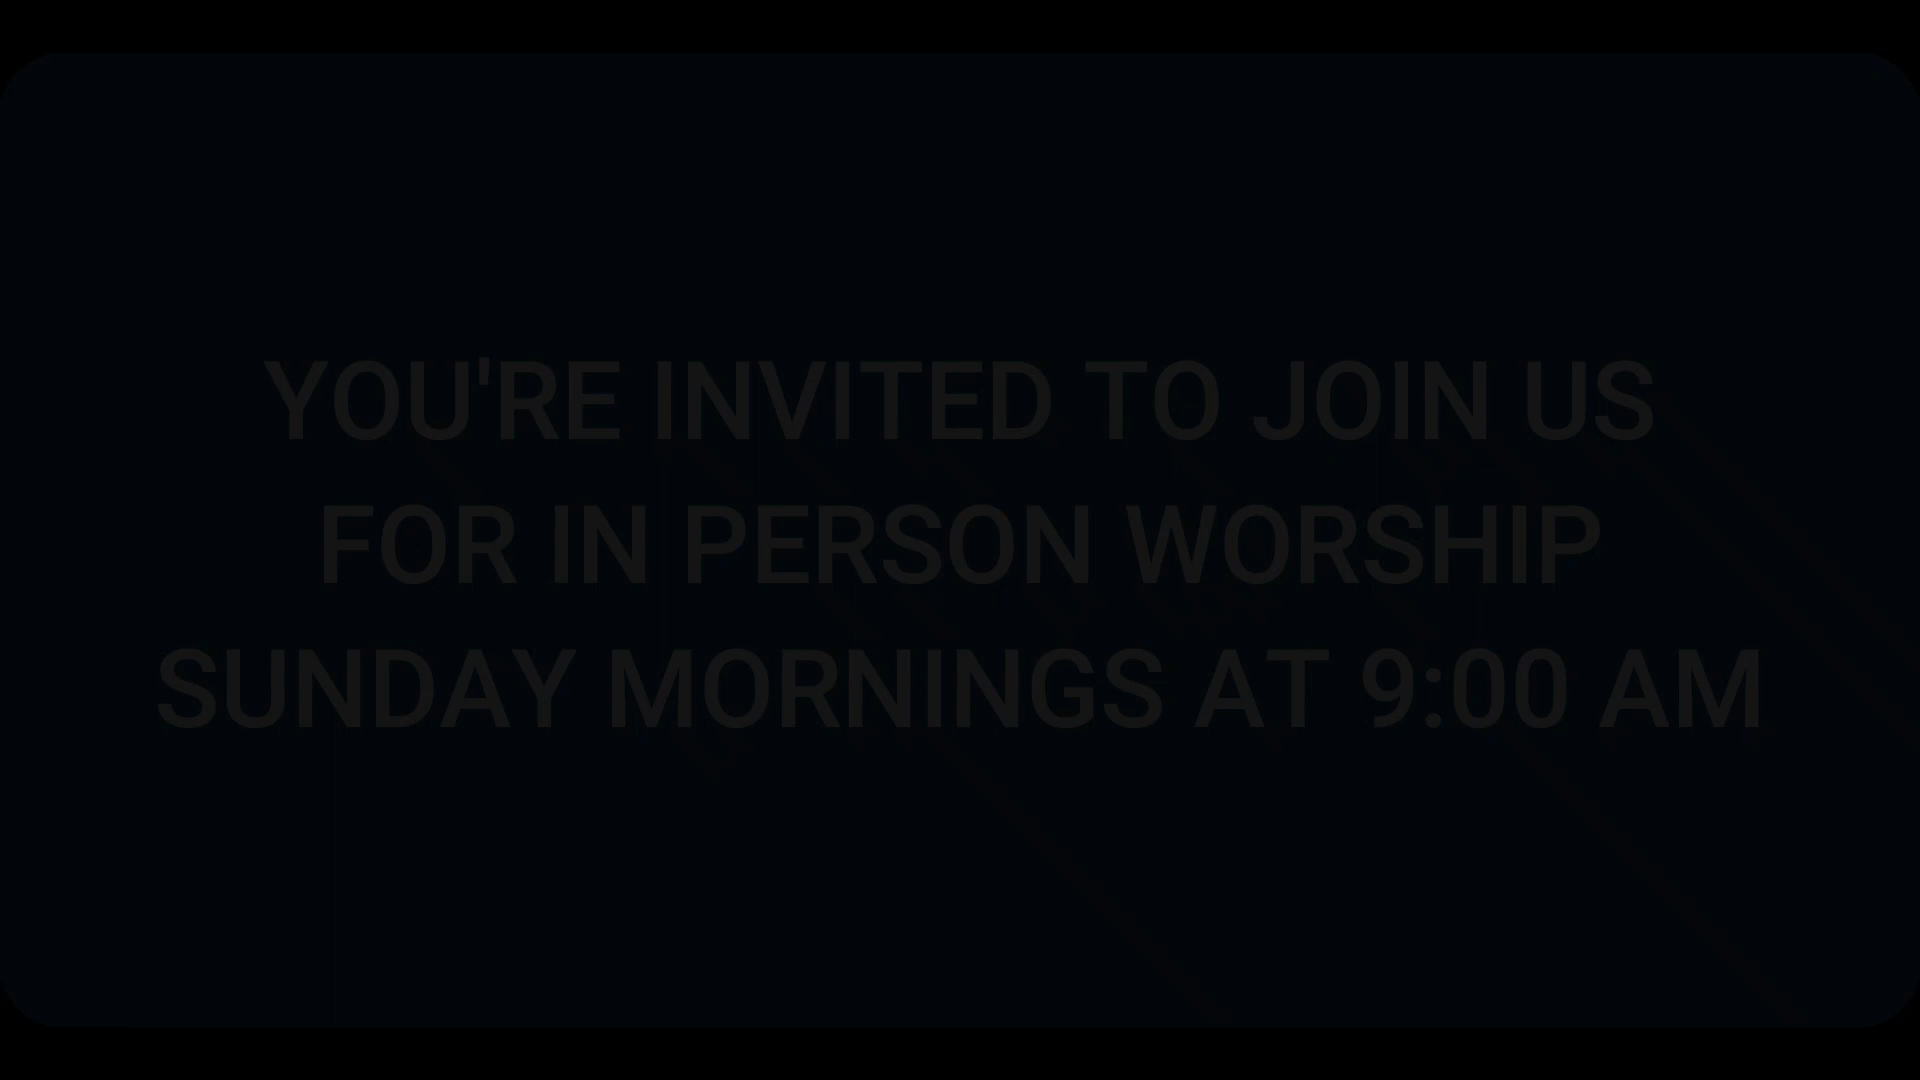 YOU'RE INVITED TO JOIN US
FOR IN PERSON WORSHIP
SUNDAY MORNINGS AT 9:00 AM